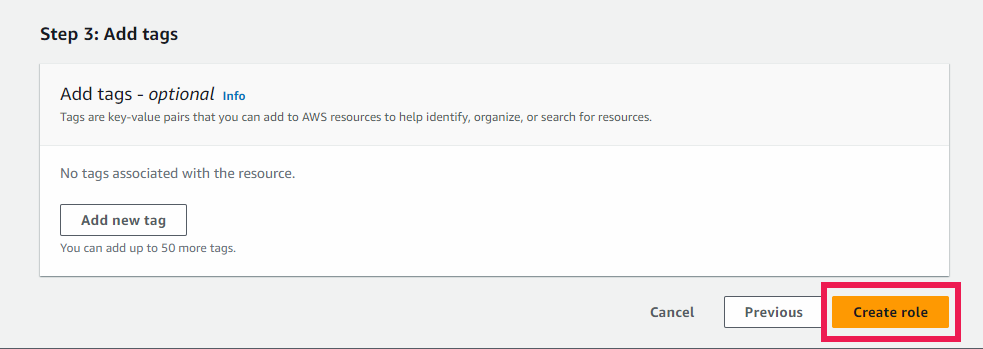 Step 3: Add tags
Add tags - optional Info
Tags are key-value pairs that you can add to AWS resources to help identify, organize, or search for resources.
No tags associated with the resource.
Add new tag
You can add up to 50 more tags.
Cancel Previous Create role